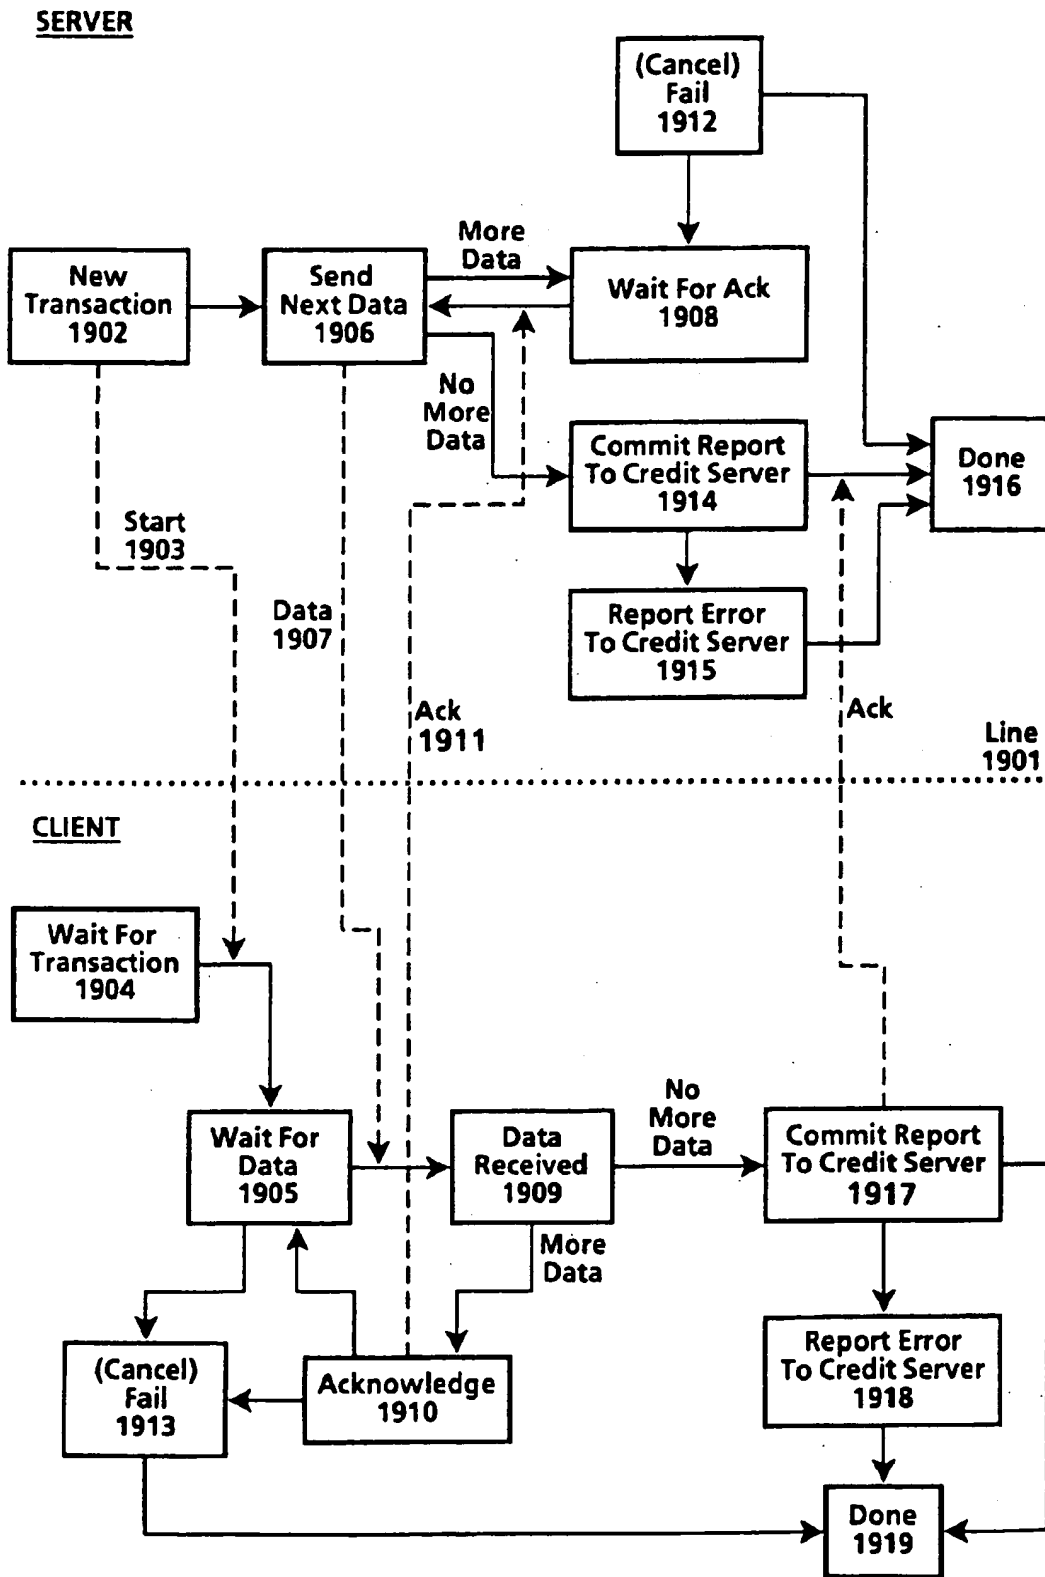 SERVER
(Cancel)
Fail
1912
New
Transaction
1902
Send
Next Data
1906
More
Data
Wait For Ack
1908
No
More
Data
Commit Report
To Credit Server
1914
Done
1916
Start
1903
Data
1907
Report Error
To Credit Server
1915
Ack
1911
Ack
Line
1901
CLIENT
Wait For
Transaction
1904
Wait For
Data
1905
Data
Received
1909
No
More
Data
Commit Report
To Credit Server
1917
More
Data
(Cancel)
Fail
1913
Acknowledge
1910
Report Error
To Credit Server
1918
Done
1919